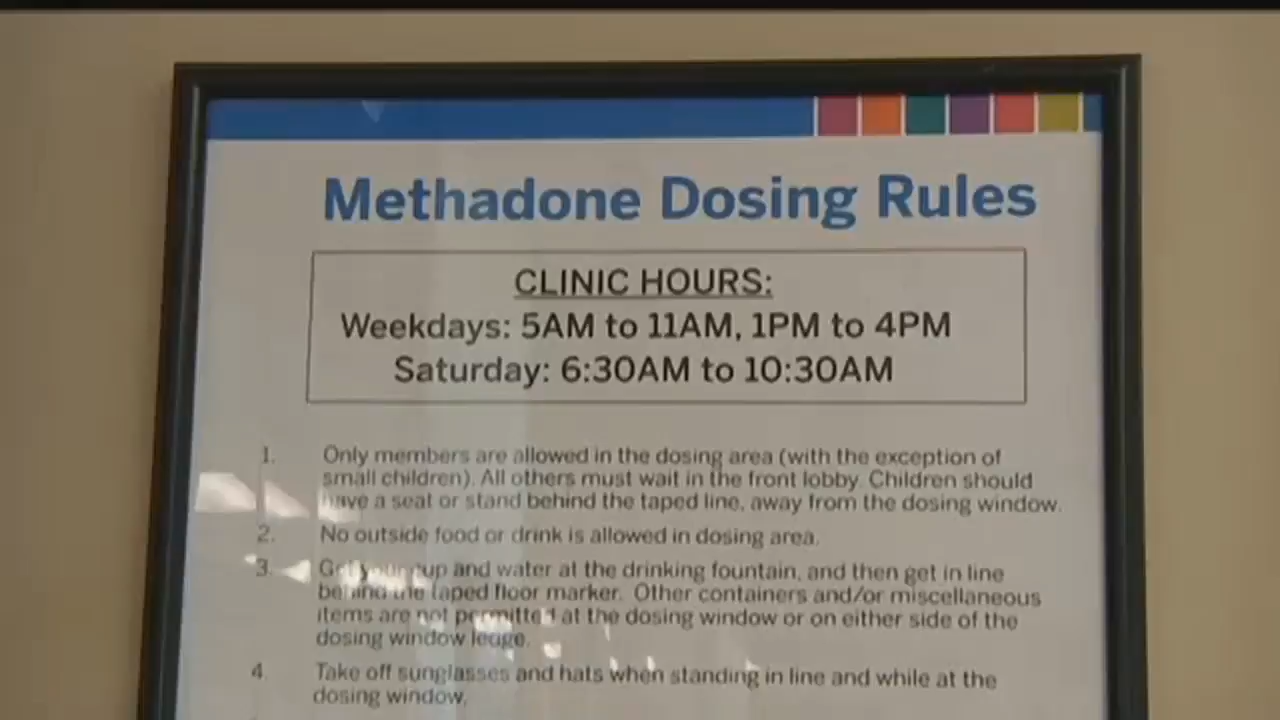 Methadone Dosing Rules
CLINIC HOURS:
Weekdays: 5AM to 11AM, 1PM to 4PM
Saturday: 6:30AM to 10:30AM
1. Only members are allowed in the dosing area (with the exception of
small children). All others must wait in the front lobby. Children should
have a seat or stand behind the taped line, away from the dosing window.
2. No outside food or drink is allowed in dosing area.
3. Get your cup and water at the drinking fountain, and then get in line
behind the taped floor marker. Other containers and/or miscellaneous
items are not permitted at the dosing window or on either side of the
dosing window ledge.
4. Take off sunglasses and hats when standing in line and while at the
dosing window.